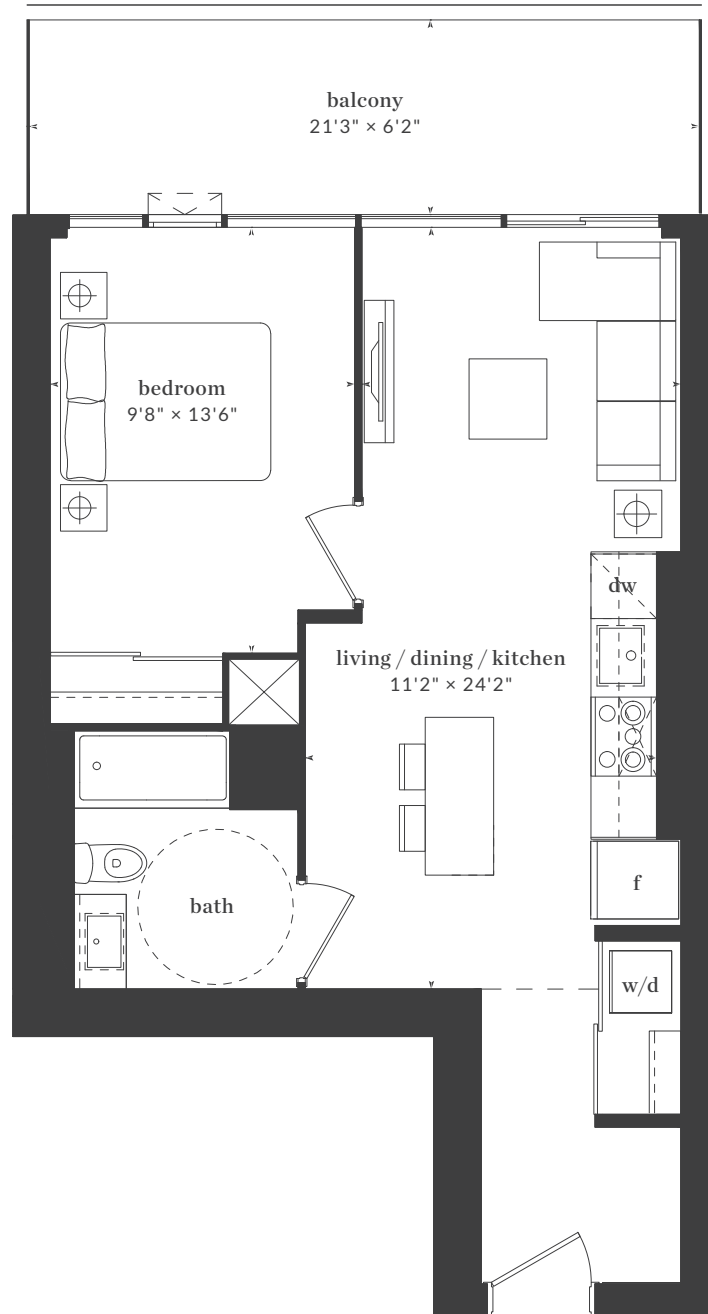 balcony
21'3" × 6'2"
bedroom
9'8" × 13'6"
dw
living / dining / kitchen
11'2" × 24'2"
f
bath
w/d